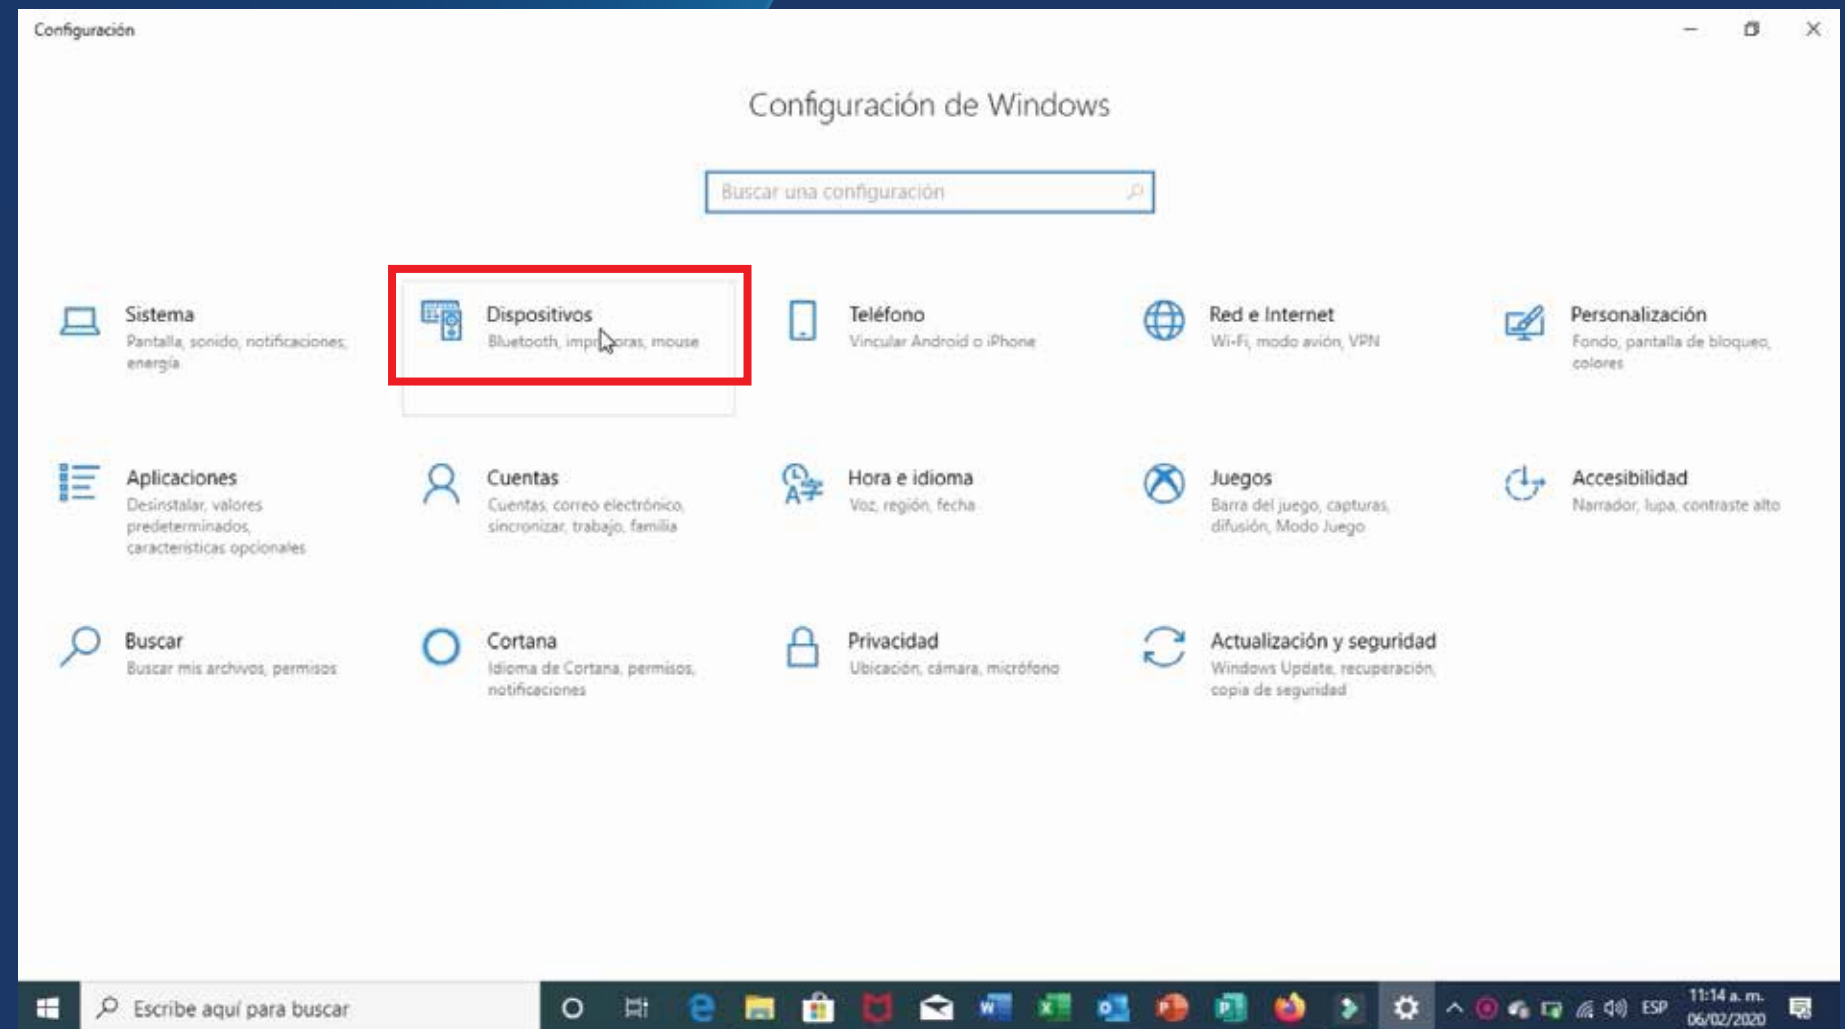 Configuración
Configuración de Windows
Buscar una configuración
Sistema
Pantalla, sonido, notificaciones,
energía
Dispositivos
Bluetooth, mouse
Teléfono
Vincular Android o iPhone
Red e Internet
Wi-Fi, modo avión, VPN
Personalización
Fondo, pantalla de bloqueo,
colores
Aplicaciones
Desinstalar, valores
predeterminados,
características opcionales
Cuentas
Cuentas, correo electrónico,
sincronizar, trabajo, familia
Hora e idioma
Voz, región, fecha
Juegos
Barra del juego, capturas,
difusión, Modo Juego
Accesibilidad
Narrador, lupa, contraste alto
Buscar
Buscar mis archivos, permisos
Cortana
Idioma de Cortana, permisos,
notificaciones
Privacidad
Ubicación, cámara, micrófono
Actualización y seguridad
Windows Update, recuperación,
copia de seguridad
Escribe aquí para buscar
ESP
11:14 a. m.
06/02/2020